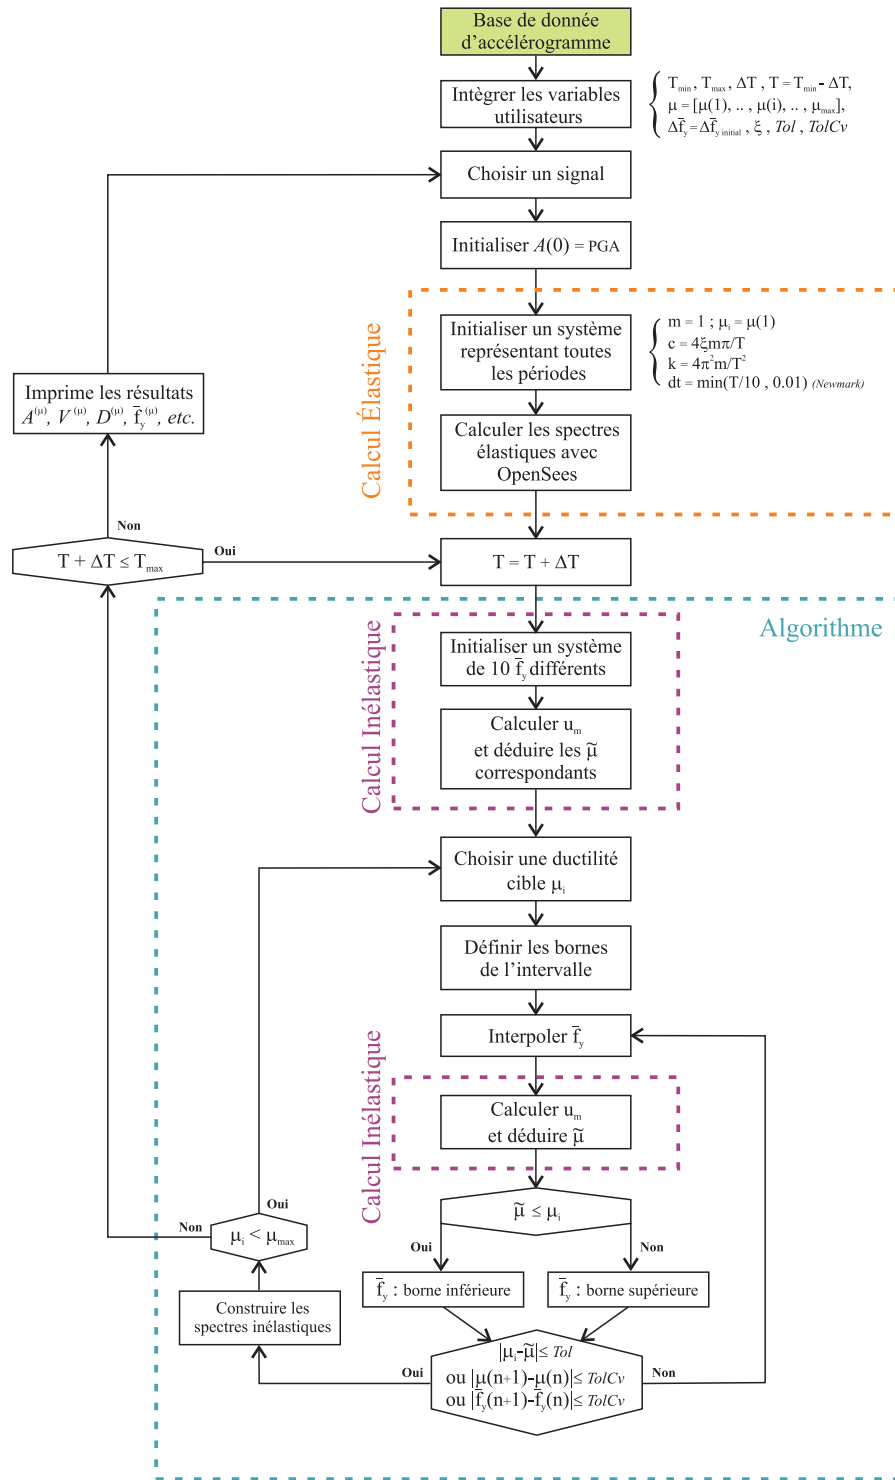 Base de donnée
d'accélérogramme
Intégrer les variables
utilisateurs
T_min , T_max , ΔT , T = T_min - ΔT,
μ = [μ(1), .. , μ(i), .. , μ_max],
Δf̅_y = Δf̅_y initial , ξ , Tol , TolCv
Choisir un signal
Initialiser A(0) = PGA
Calcul Élastique
Initialiser un système
représentant toutes
les périodes
m = 1 ; μ_i = μ(1)
c = 4ξmπ/T
k = 4π²m/T²
dt = min(T/10 , 0.01) (Newmark)
Calculer les spectres
élastiques avec
OpenSees
Imprime les résultats
A^(μ), V^(μ), D^(μ), f̅_y^(μ), etc.
Non
T + ΔT ≤ T_max
Oui
T = T + ΔT
Algorithme
Calcul Inélastique
Initialiser un système
de 10 f̅_y différents
Calculer u_m
et déduire les μ̃
correspondants
Choisir une ductilité
cible μ_i
Définir les bornes
de l'intervalle
Interpoler f̅_y
Calcul Inélastique
Calculer u_m
et déduire μ̃
μ̃ ≤ μ_i
Oui
Non
f̅_y : borne inférieure
f̅_y : borne supérieure
|μ_i-μ̃| ≤ Tol
ou |μ(n+1)-μ(n)| ≤ TolCv
ou |f̅_y(n+1)-f̅_y(n)| ≤ TolCv
Oui
Non
Construire les
spectres inélastiques
μ_i < μ_max
Oui
Non